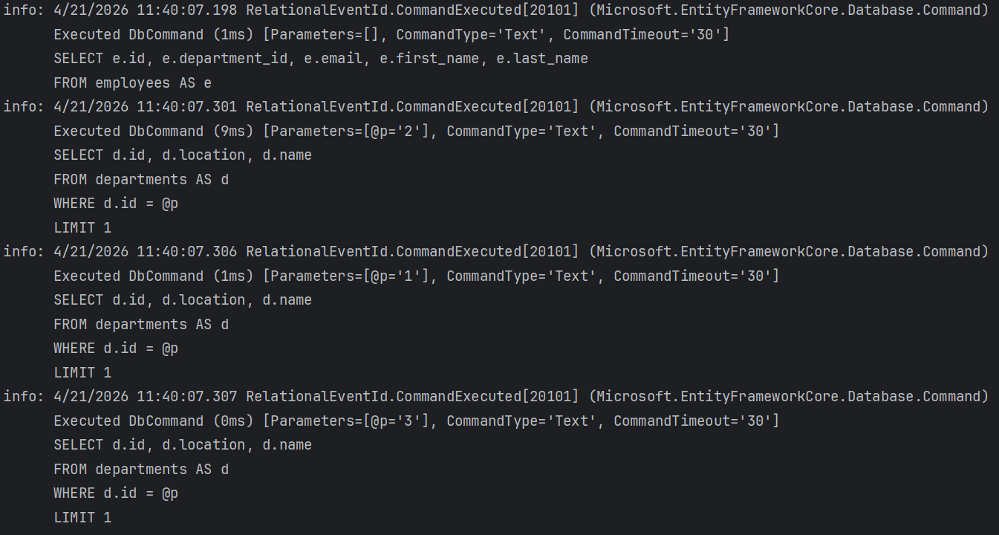 info: 4/21/2026 11:40:07.198 RelationalEventId.CommandExecuted[20101] (Microsoft.EntityFrameworkCore.Database.Command)
Executed DbCommand (1ms) [Parameters=[], CommandType='Text', CommandTimeout='30']
SELECT e.id, e.department_id, e.email, e.first_name, e.last_name
FROM employees AS e
info: 4/21/2026 11:40:07.301 RelationalEventId.CommandExecuted[20101] (Microsoft.EntityFrameworkCore.Database.Command)
Executed DbCommand (9ms) [Parameters=[@p='2'], CommandType='Text', CommandTimeout='30']
SELECT d.id, d.location, d.name
FROM departments AS d
WHERE d.id = @p
LIMIT 1
info: 4/21/2026 11:40:07.306 RelationalEventId.CommandExecuted[20101] (Microsoft.EntityFrameworkCore.Database.Command)
Executed DbCommand (1ms) [Parameters=[@p='1'], CommandType='Text', CommandTimeout='30']
SELECT d.id, d.location, d.name
FROM departments AS d
WHERE d.id = @p
LIMIT 1
info: 4/21/2026 11:40:07.307 RelationalEventId.CommandExecuted[20101] (Microsoft.EntityFrameworkCore.Database.Command)
Executed DbCommand (0ms) [Parameters=[@p='3'], CommandType='Text', CommandTimeout='30']
SELECT d.id, d.location, d.name
FROM departments AS d
WHERE d.id = @p
LIMIT 1